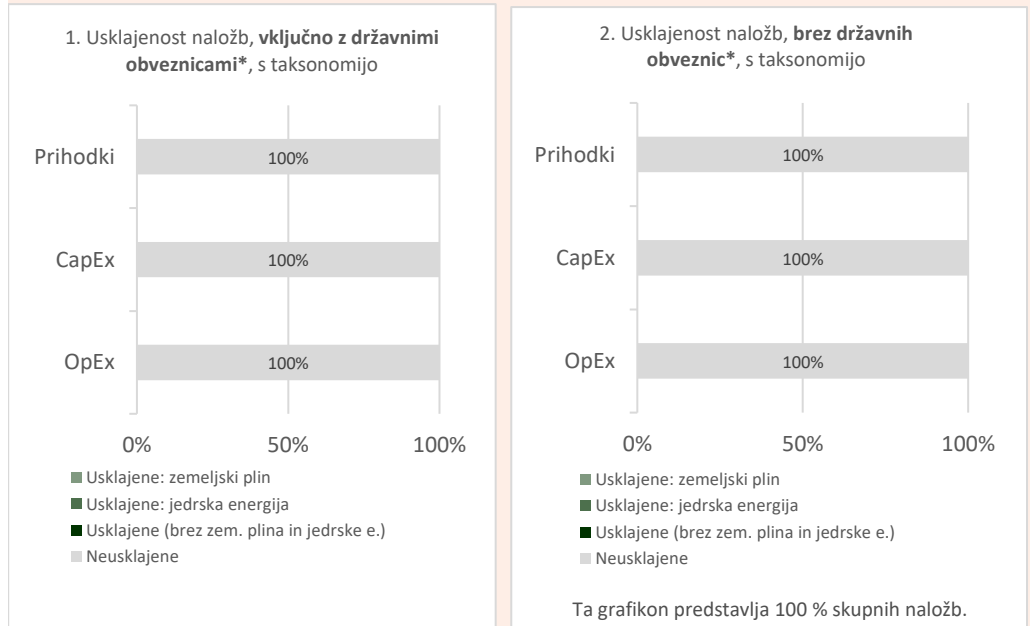 1. Usklajenost naložb, vključno z državnimi
obveznicami*, s taksonomijo
Prihodki
100%
CapEx
100%
OpEx
100%
0%
50%
100%
Usklajene: zemeljski plin
Usklajene: jedrska energija
Usklajene (brez zem. plina in jedrske e.)
Neusklajene
2. Usklajenost naložb, brez državnih
obveznic*, s taksonomijo
Prihodki
100%
CapEx
100%
OpEx
100%
0%
50%
100%
Usklajene: zemeljski plin
Usklajene: jedrska energija
Usklajene (brez zem. plina in jedrske e.)
Neusklajene
Ta grafikon predstavlja 100 % skupnih naložb.